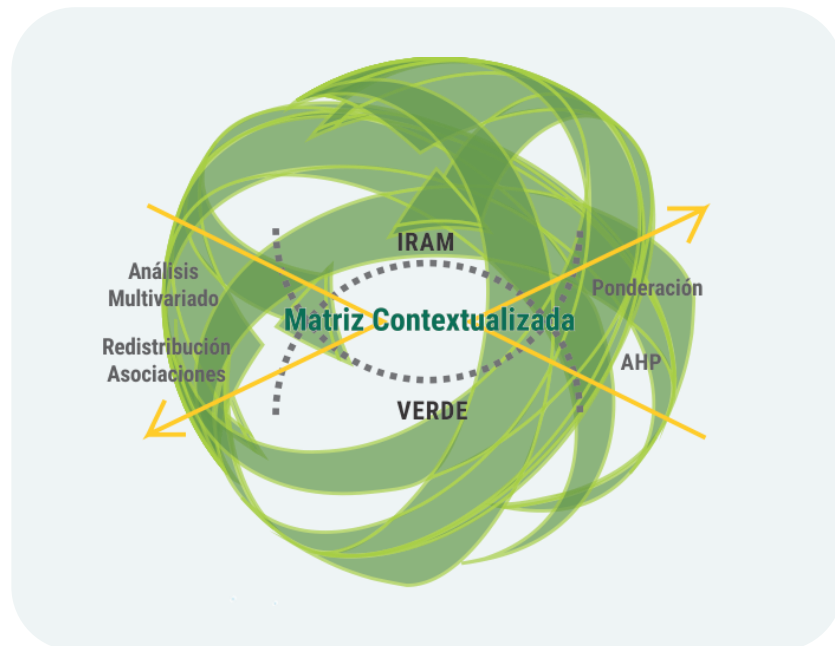 IRAM
Análisis
Multivariado
Ponderación
Matriz Contextualizada
Redistribución
Asociaciones
AHP
VERDE